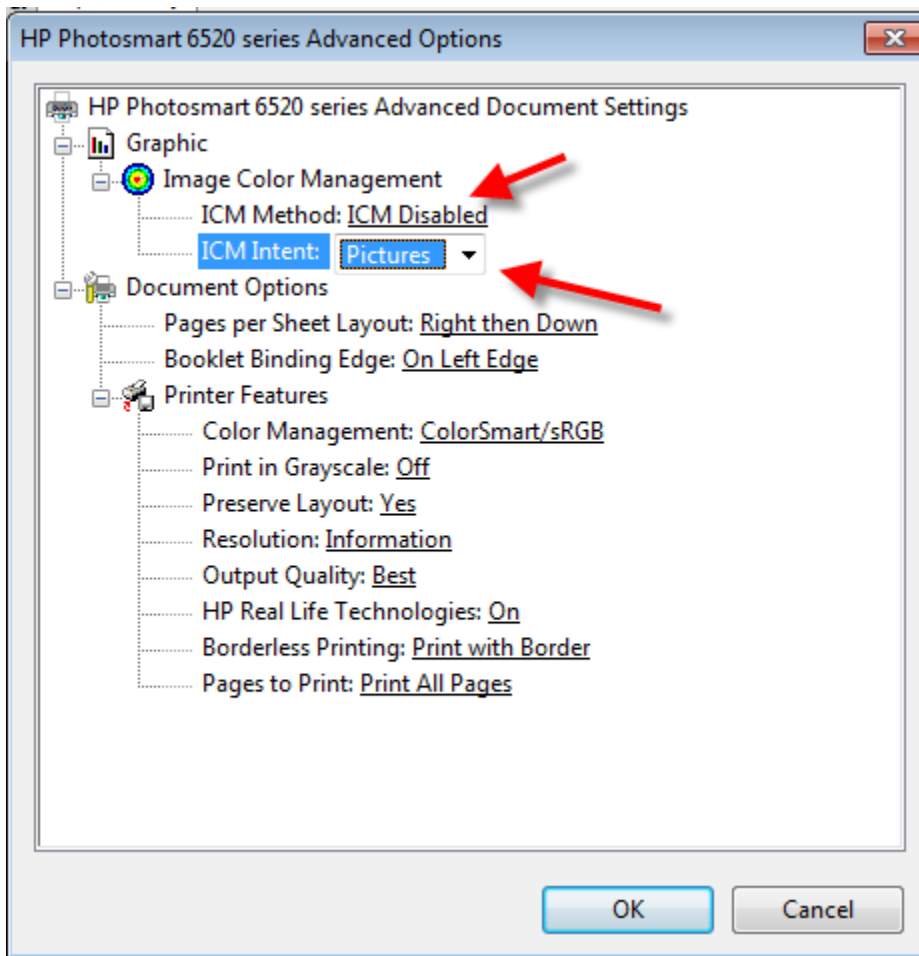 HP Photosmart 6520 series Advanced Options
HP Photosmart 6520 series Advanced Document Settings
Graphic
Image Color Management
ICM Method: ICM Disabled
ICM Intent: Pictures
Document Options
Pages per Sheet Layout: Right then Down
Booklet Binding Edge: On Left Edge
Printer Features
Color Management: ColorSmart/sRGB
Print in Grayscale: Off
Preserve Layout: Yes
Resolution: Information
Output Quality: Best
HP Real Life Technologies: On
Borderless Printing: Print with Border
Pages to Print: Print All Pages
OK Cancel